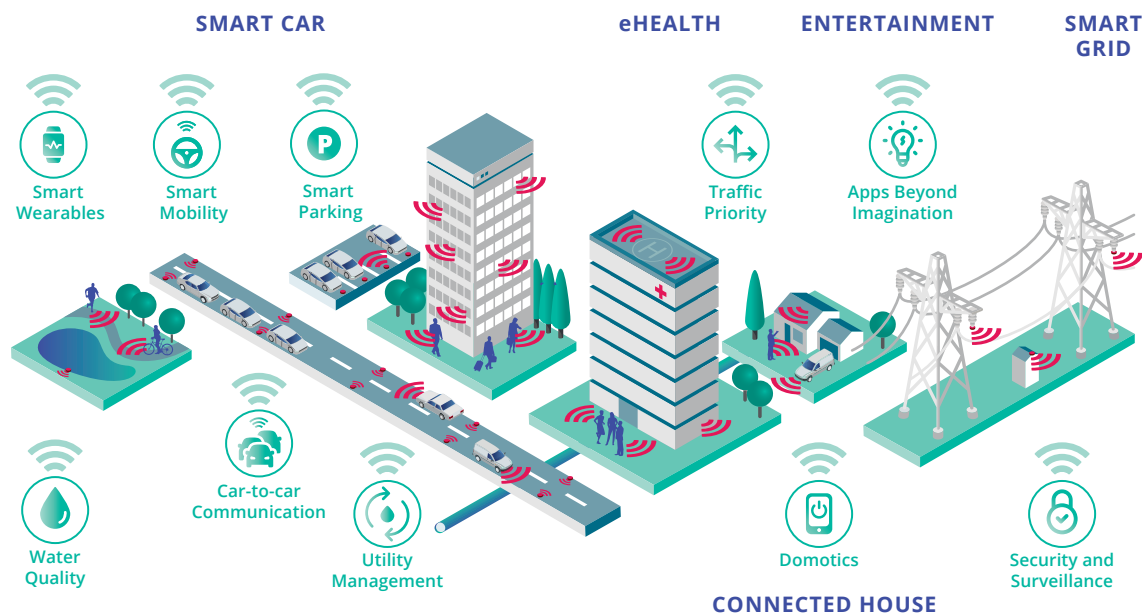 SMART CAR
eHEALTH
ENTERTAINMENT
SMART
GRID
Smart
Wearables
Smart
Mobility
P
Smart
Parking
Traffic
Priority
Apps Beyond
Imagination
H
Water
Quality
Car-to-car
Communication
Utility
Management
Domotics
Security and
Surveillance
CONNECTED HOUSE